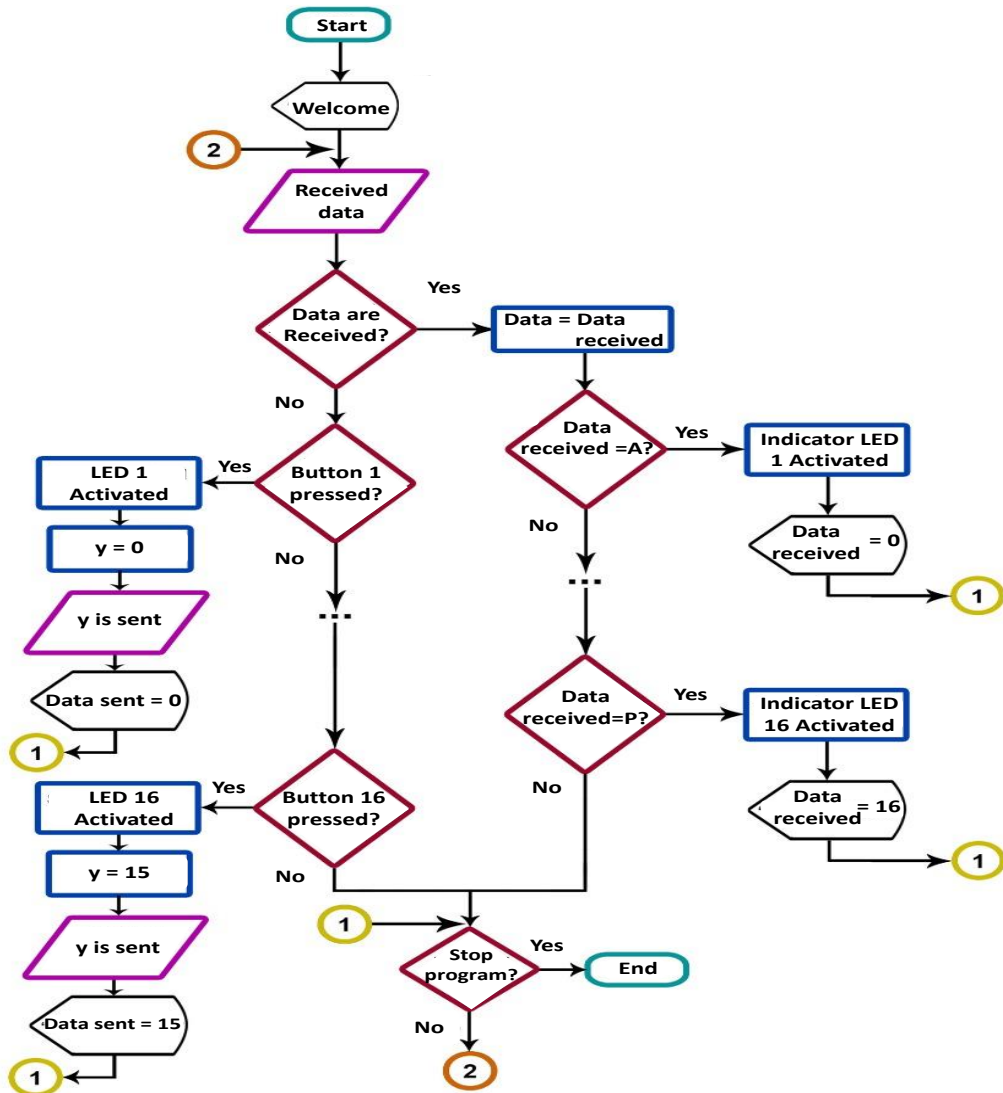 Start
Welcome
2
Received
data
Data are
Received?
Yes
No
Data = Data
received
Data
received =A?
Yes
No
Indicator LED
1 Activated
Data
received = 0
1
...
Data
received=P?
Yes
No
Indicator LED
16 Activated
Data
received = 16
1
Button 1
pressed?
Yes
No
LED 1
Activated
y = 0
y is sent
Data sent = 0
1
...
Button 16
pressed?
Yes
No
LED 16
Activated
y = 15
y is sent
Data sent = 15
1
1
Stop
program?
Yes
End
No
2